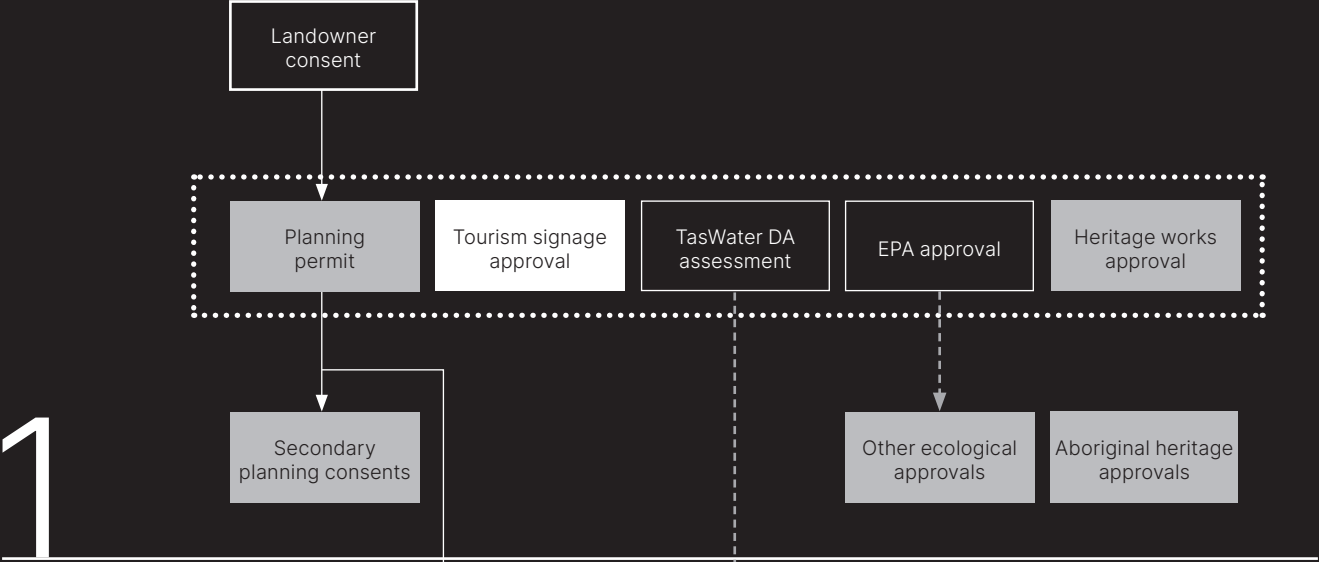 Landowner
consent
Planning
permit
Tourism signage
approval
TasWater DA
assessment
EPA approval
Heritage works
approval
1
Secondary
planning consents
Other ecological
approvals
Aboriginal heritage
approvals